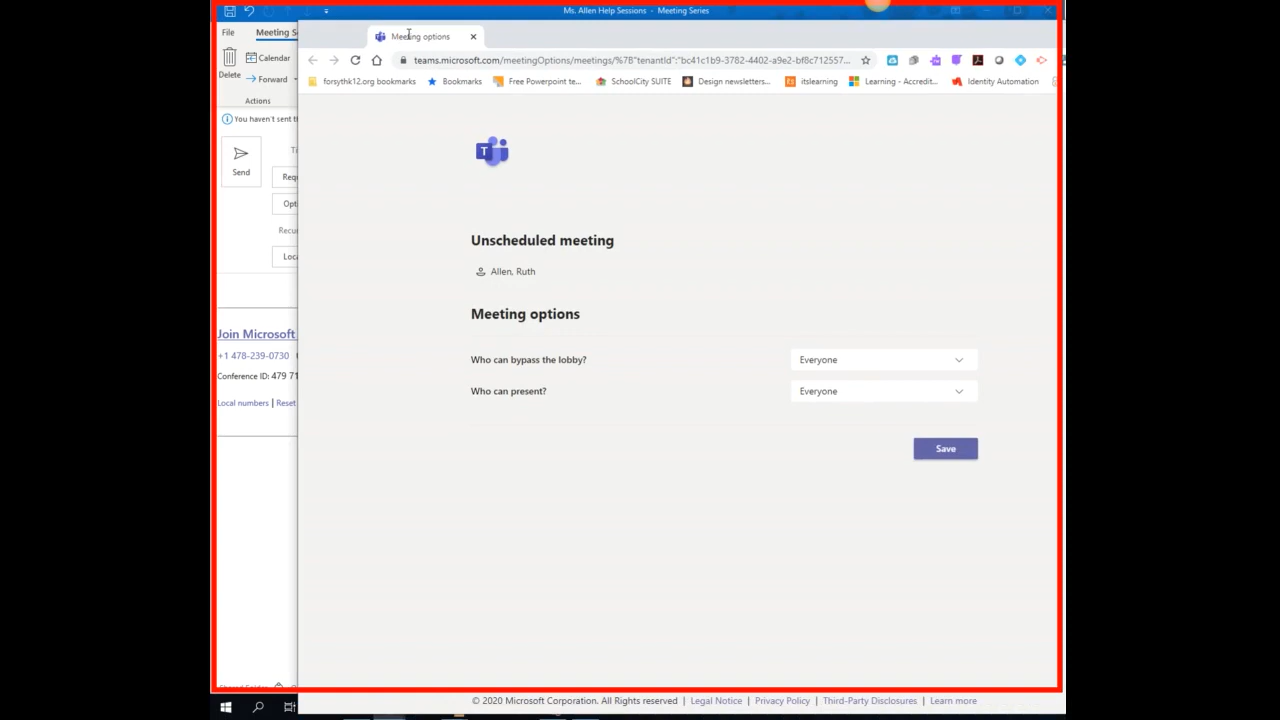 Ms. Allen Help Sessions - Meeting Series
File Meeting S
Meeting options
Delete
Calendar
Forward
Actions
teams.microsoft.com/meetingOptions/meetings/%7B"tenantId":"bc41c1b9-3782-4402-a9e2-bf8c712557...
forsythk12.org bookmarks Bookmarks Free Powerpoint te... SchoolCity SUITE Design newsletters... itslearning Learning - Accredit... Identity Automation
You haven't sent th
Send
Ti
Requ
Opti
Recu
Loca
T
Unscheduled meeting
Allen, Ruth
Meeting options
Who can bypass the lobby? Everyone
Who can present? Everyone
Save
Join Microsoft
+1 478-239-0730
Conference ID: 479 71
Local numbers | Reset
Shared Folder
© 2020 Microsoft Corporation. All Rights reserved | Legal Notice | Privacy Policy | Third-Party Disclosures | Learn more